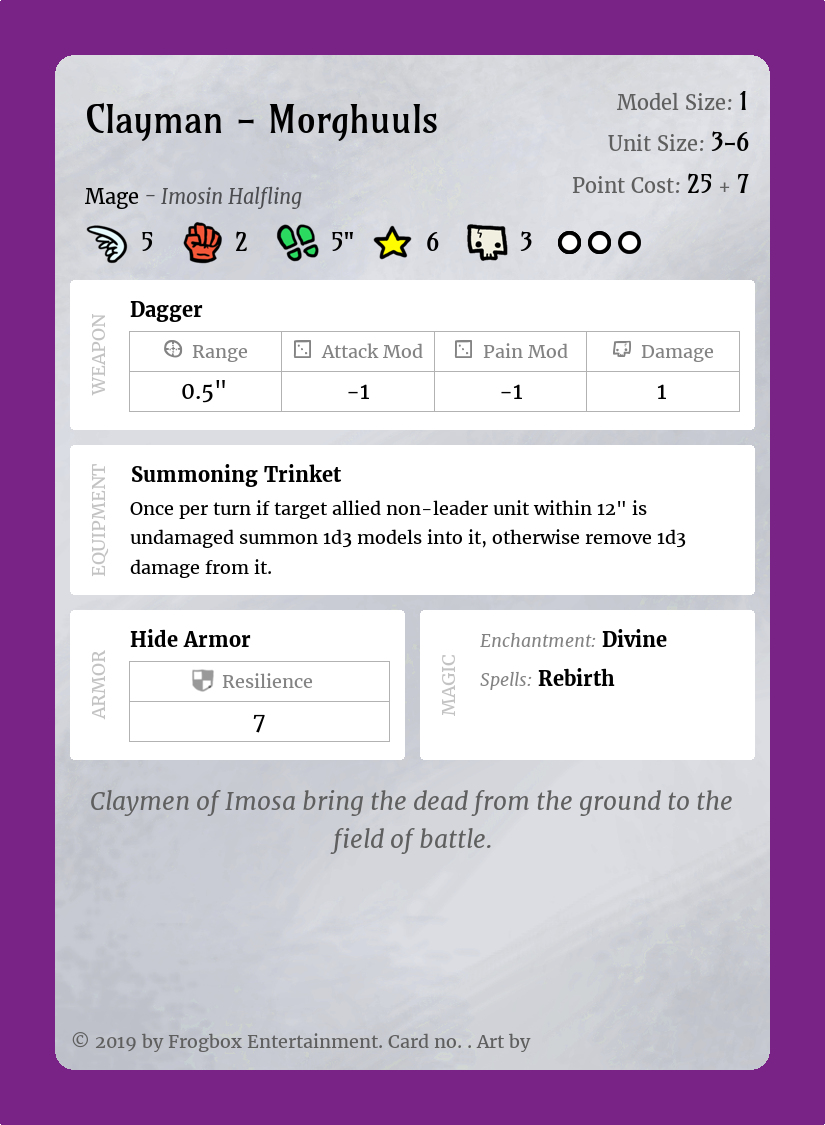 Clayman - Morghuuls
Model Size: 1
Unit Size: 3-6
Point Cost: 25 + 7
Mage - Imosin Halfling
5 2 5" 6 3
WEAPON
Dagger
Range Attack Mod Pain Mod Damage
0.5" -1 -1 1
EQUIPMENT
Summoning Trinket
Once per turn if target allied non-leader unit within 12" is
undamaged summon 1d3 models into it, otherwise remove 1d3
damage from it.
ARMOR
Hide Armor
Resilience
7
MAGIC
Enchantment: Divine
Spells: Rebirth
Claymen of Imosa bring the dead from the ground to the
field of battle.
© 2019 by Frogbox Entertainment. Card no. . Art by